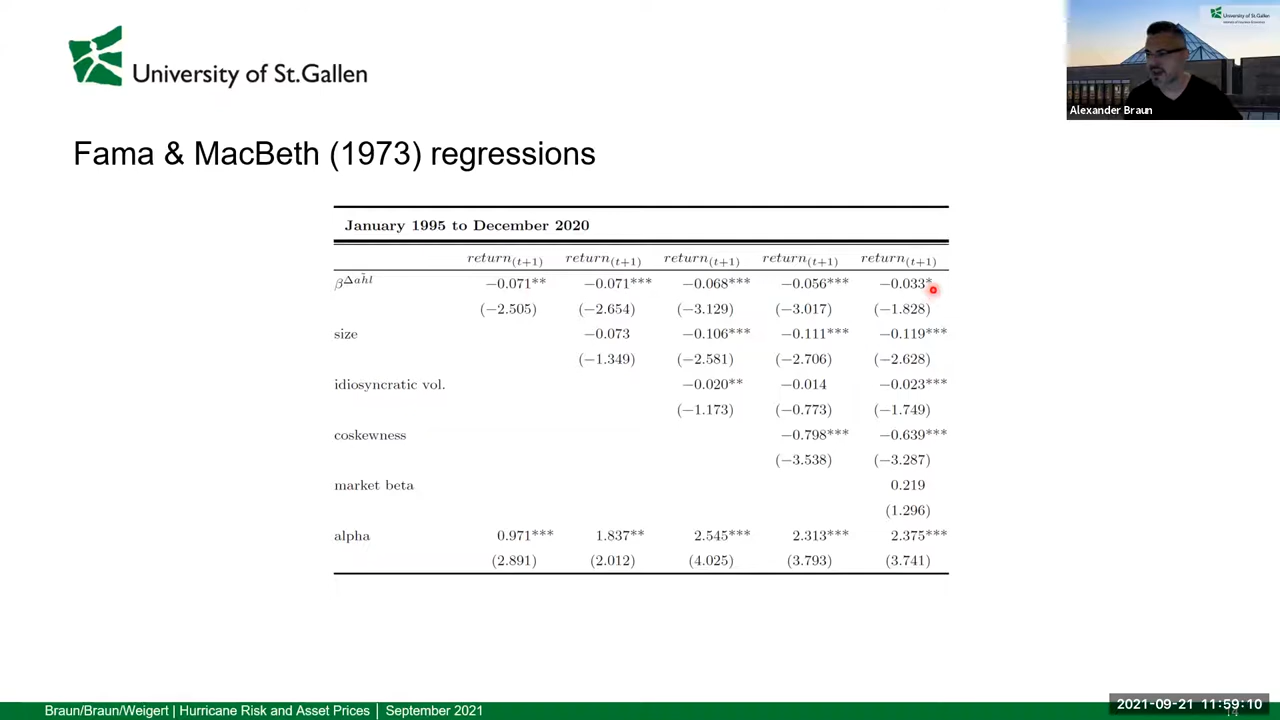 University of St.Gallen
University of St.Gallen
Alexander Braun
Fama & MacBeth (1973) regressions
January 1995 to December 2020
return(t+1) return(t+1) return(t+1) return(t+1) return(t+1)
β^Δahl −0.071** −0.071*** −0.068*** −0.056*** −0.033*
(−2.505) (−2.654) (−3.129) (−3.017) (−1.828)
size −0.073 −0.106*** −0.111*** −0.119***
(−1.349) (−2.581) (−2.706) (−2.628)
idiosyncratic vol. −0.020** −0.014 −0.023***
(−1.173) (−0.773) (−1.749)
coskewness −0.798*** −0.639***
(−3.538) (−3.287)
market beta 0.219
(1.296)
alpha 0.971*** 1.837** 2.545*** 2.313*** 2.375***
(2.891) (2.012) (4.025) (3.793) (3.741)
Braun/Braun/Weigert | Hurricane Risk and Asset Prices | September 2021
2021-09-21 11:59:10
14